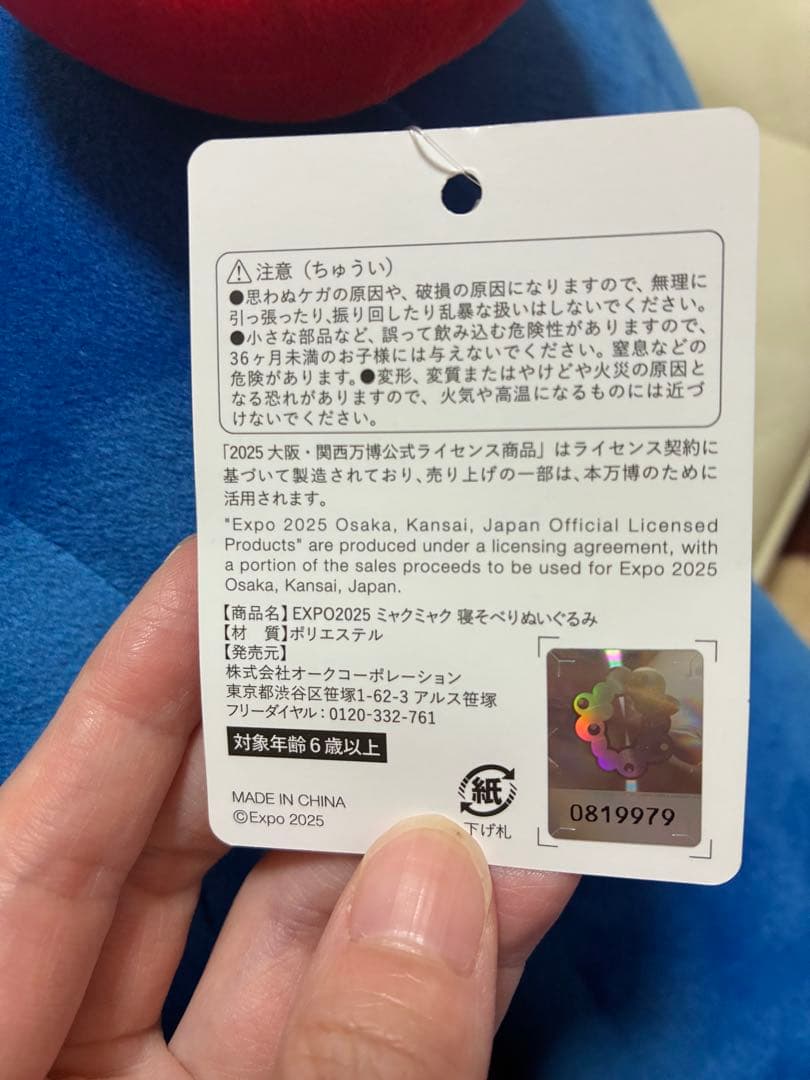 注意（ちゅうい）
●思わぬケガの原因や、破損の原因になりますので、無理に
引っ張ったり、振り回したり乱暴な扱いはしないでください。
●小さな部品など、誤って飲み込む危険性がありますので、
36ヶ月未満のお子様には与えないでください。窒息などの
危険があります。●変形、変質またはやけどや火災の原因と
なる恐れがありますので、火気や高温になるものには近づ
けないでください。
「2025 大阪・関西万博公式ライセンス商品」はライセンス契約に
基づいて製造されており、売り上げの一部は、本万博のために
活用されます。
"Expo 2025 Osaka, Kansai, Japan Official Licensed
Products" are produced under a licensing agreement, with
a portion of the sales proceeds to be used for Expo 2025
Osaka, Kansai, Japan.
【商品名】EXPO2025 ミャクミャク 寝そべりぬいぐるみ
【材　質】ポリエステル
【発売元】
株式会社オークコーポレーション
東京都渋谷区笹塚1-62-3 アルス笹塚
フリーダイヤル：0120-332-761
対象年齢6歳以上
MADE IN CHINA
©Expo 2025
紙
下げ札
0819979